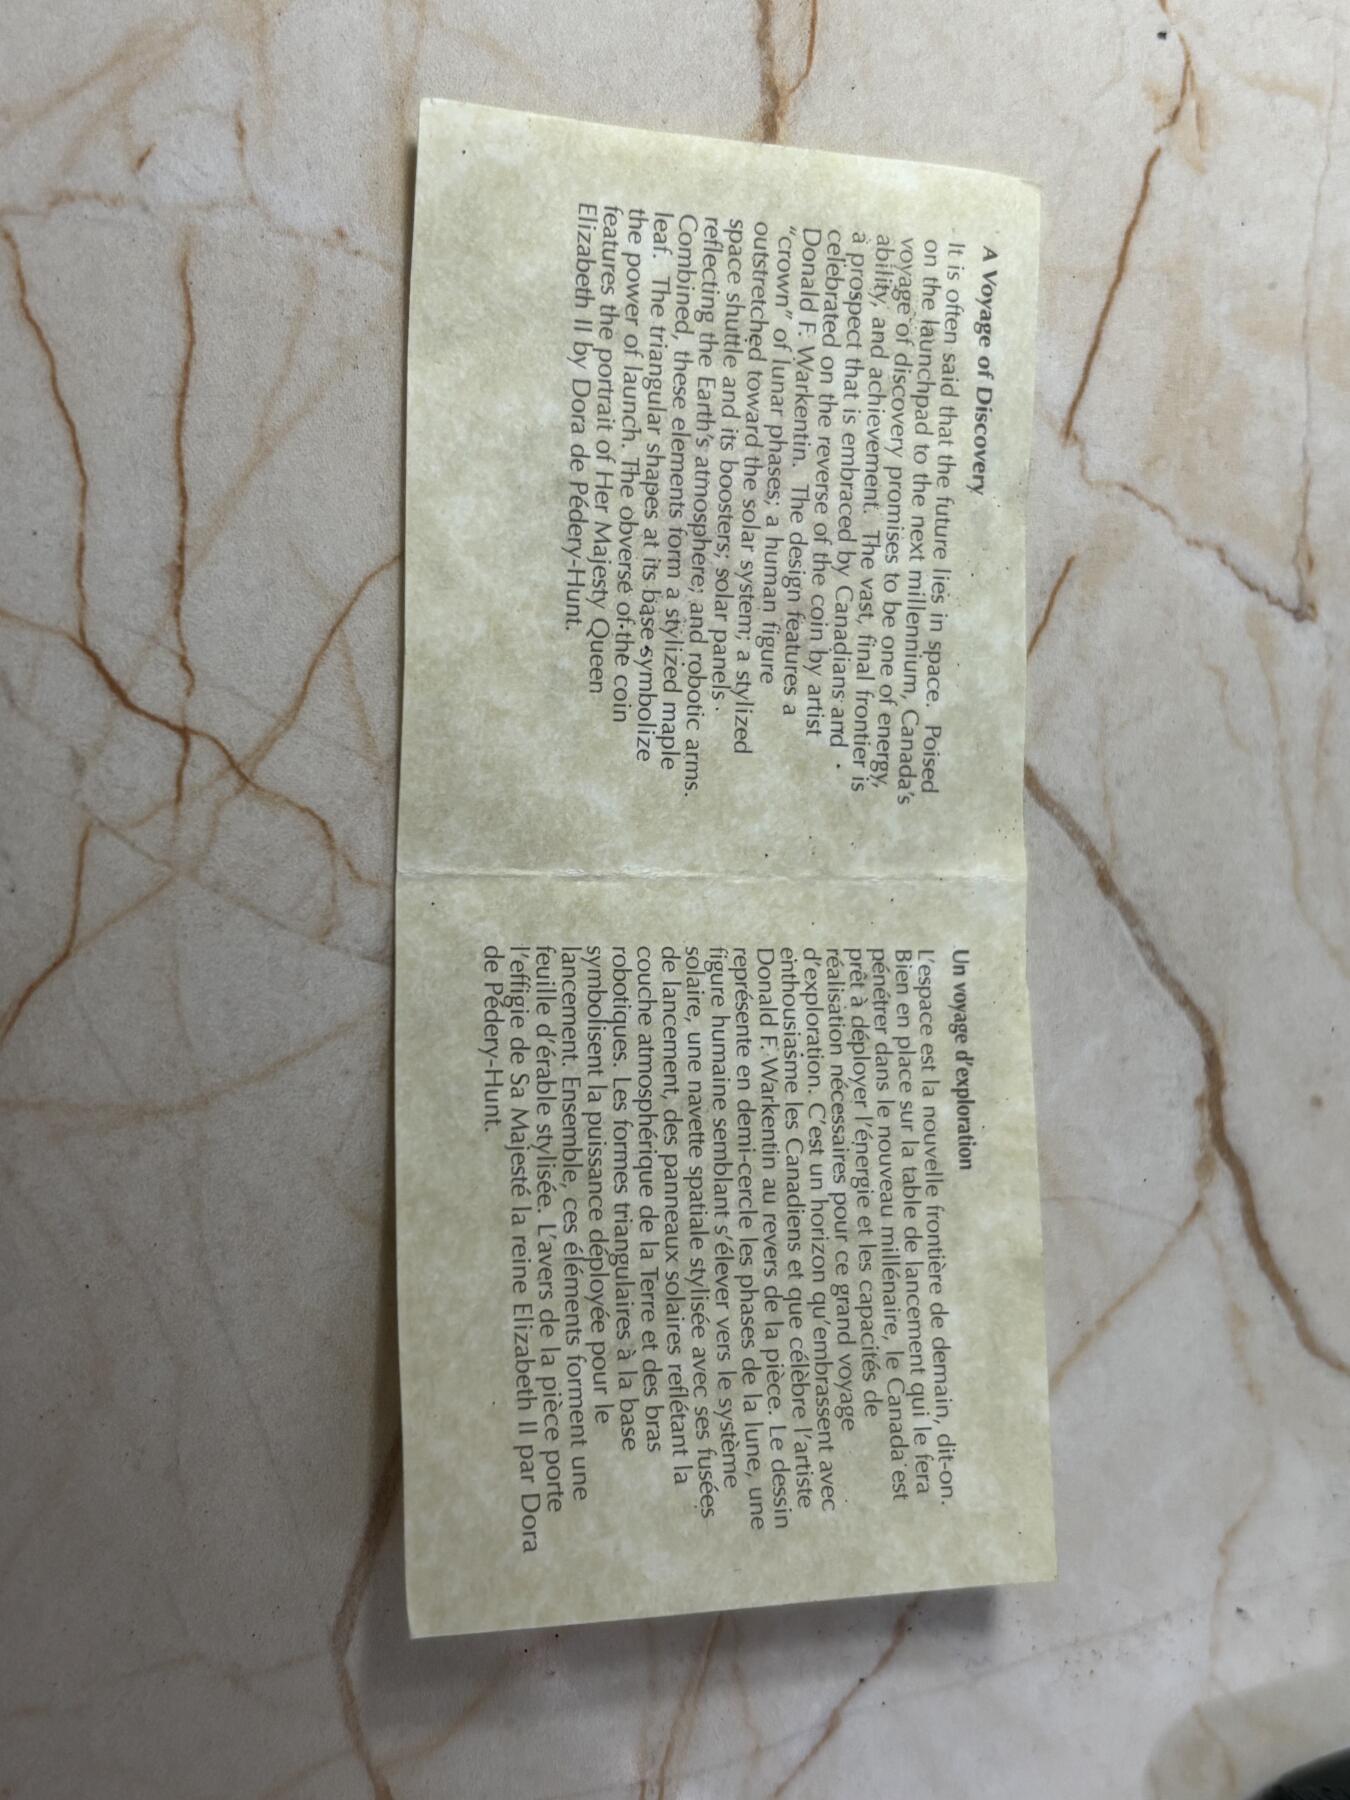 A Voyage of Discovery
It is often said that the future lies in space. Poised
on the launchpad to the next millennium, Canada's
voyage of discovery promises to be one of energy,
ability, and achievement. The vast, final frontier is
a prospect that is embraced by Canadians and
celebrated on the reverse of the coin by artist
Donald F. Warkentin. The design features a
"crown" of lunar phases; a human figure
outstretched toward the solar system; a stylized
space shuttle and its boosters; solar panels
reflecting the Earth's atmosphere; and robotic arms.
Combined, these elements form a stylized maple
leaf. The triangular shapes at its base symbolize
the power of launch. The obverse of the coin
features the portrait of Her Majesty Queen
Elizabeth II by Dora de Pédery-Hunt.
Un voyage d'exploration
L'espace est la nouvelle frontière de demain, dit-on.
Bien en place sur la table de lancement qui le fera
pénétrer dans le nouveau millénaire, le Canada est
prêt à déployer l'énergie et les capacités de
réalisation nécessaires pour ce grand voyage
d'exploration. C'est un horizon qu'embrassent avec
enthousiasme les Canadiens et que célèbre l'artiste
Donald F. Warkentin au revers de la pièce. Le dessin
représente en demi-cercle les phases de la lune, une
figure humaine semblant s'élever vers le système
solaire, une navette spatiale stylisée avec ses fusées
de lancement, des panneaux solaires reflétant la
couche atmosphérique de la Terre et des bras
robotiques. Les formes triangulaires à la base
symbolisent la puissance déployée pour le
lancement. Ensemble, ces éléments forment une
feuille d'érable stylisée. L'avers de la pièce porte
l'effigie de Sa Majesté la reine Elizabeth II par Dora
de Pédery-Hunt.